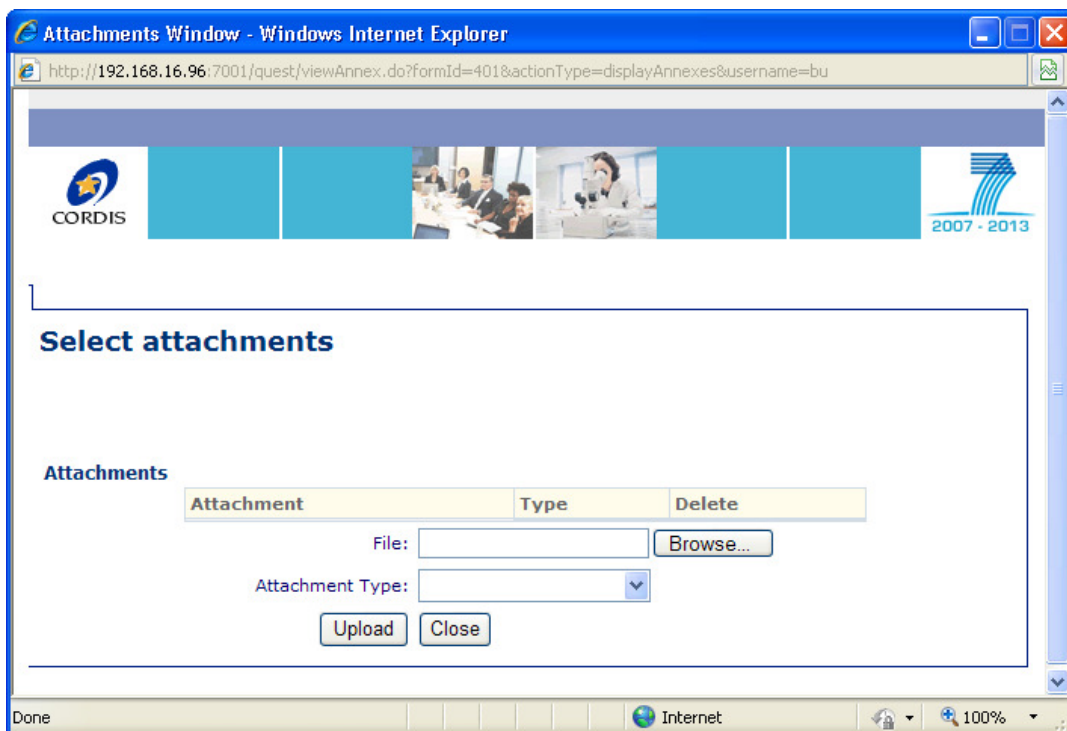 Attachments Window - Windows Internet Explorer
http://192.168.16.96:7001/quest/viewAnnex.do?formId=401&actionType=displayAnnexes&username=bu
CORDIS
7
2007 - 2013
Select attachments
Attachments
Attachment Type Delete
File: Browse...
Attachment Type:
Upload Close
Done Internet 100%